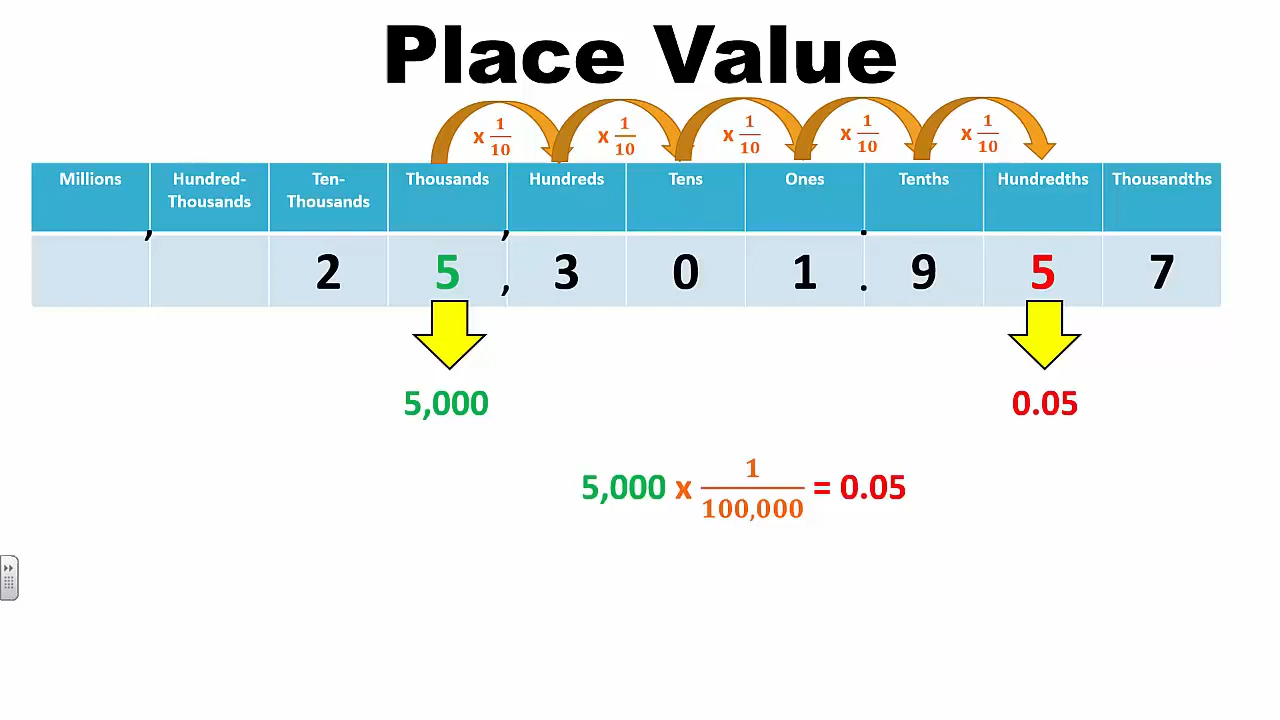 Place Value
x 1/10 x 1/10 x 1/10 x 1/10 x 1/10
Millions Hundred- Ten- Thousands Hundreds Tens Ones Tenths Hundredths Thousandths
Thousands Thousands
, , .
2 5 , 3 0 1 . 9 5 7
5,000 0.05
5,000 x 1/100,000 = 0.05